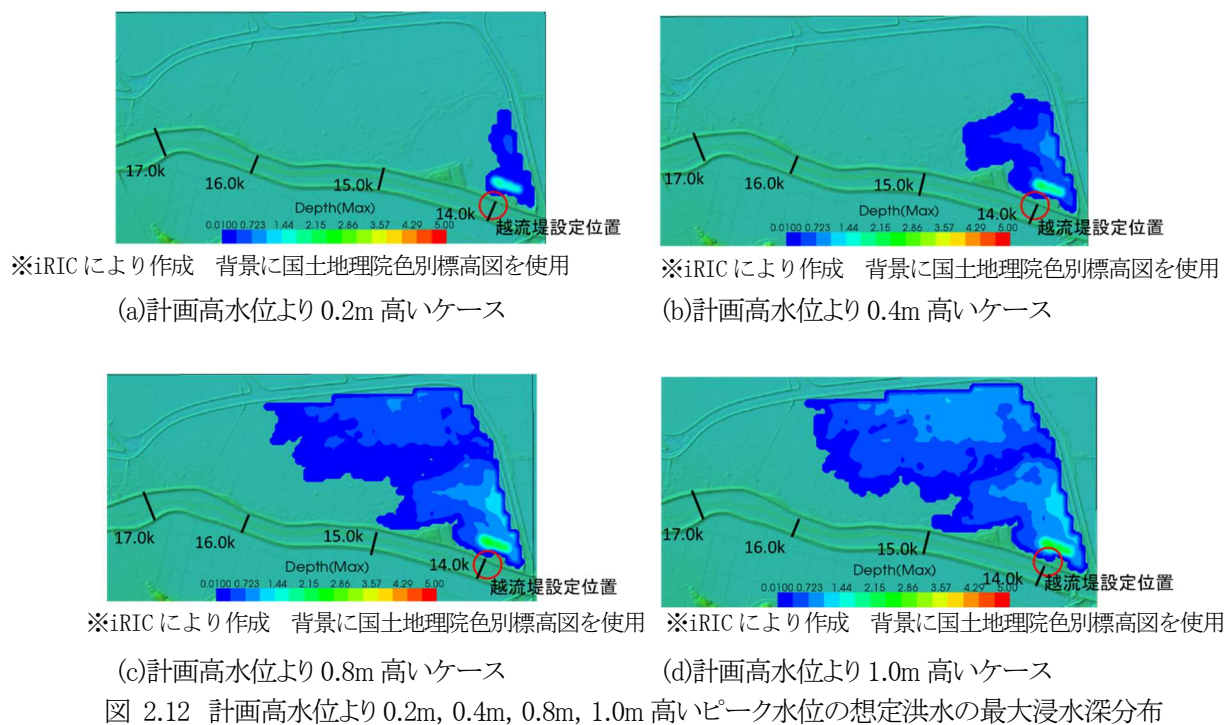 17.0k
16.0k
15.0k
14.0k
越流堤設定位置
Depth(Max)
0.0100 0.723 1.44 2.15 2.86 3.57 4.29 5.00
※iRICにより作成 背景に国土地理院色別標高図を使用
(a)計画高水位より0.2m 高いケース
17.0k
16.0k
15.0k
14.0k
越流堤設定位置
Depth(Max)
0.0100 0.723 1.44 2.15 2.86 3.57 4.29 5.00
※iRICにより作成 背景に国土地理院色別標高図を使用
(b)計画高水位より0.4m 高いケース
17.0k
16.0k
15.0k
14.0k
越流堤設定位置
Depth(Max)
0.0100 0.723 1.44 2.15 2.86 3.57 4.29 5.00
※iRICにより作成 背景に国土地理院色別標高図を使用
(c)計画高水位より0.8m 高いケース
17.0k
16.0k
15.0k
14.0k
越流堤設定位置
Depth(Max)
0.0100 0.723 1.44 2.15 2.86 3.57 4.29 5.00
※iRICにより作成 背景に国土地理院色別標高図を使用
(d)計画高水位より1.0m 高いケース
図 2.12 計画高水位より0.2m, 0.4m, 0.8m, 1.0m 高いピーク水位の想定洪水の最大浸水深分布